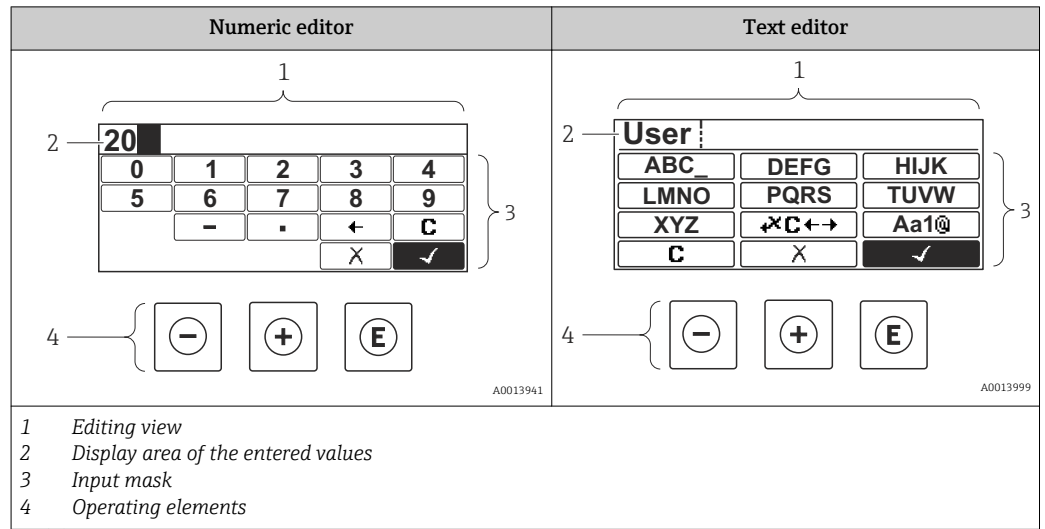 Numeric editor
Text editor
1
2
20
0 1 2 3 4
5 6 7 8 9
- . ← C
X ✓
3
4
- + E
A0013941
1
2
User
ABC_ DEFG HIJK
LMNO PQRS TUVW
XYZ ↲×C←→ Aa1@
C X ✓
3
4
- + E
A0013999
1 Editing view
2 Display area of the entered values
3 Input mask
4 Operating elements